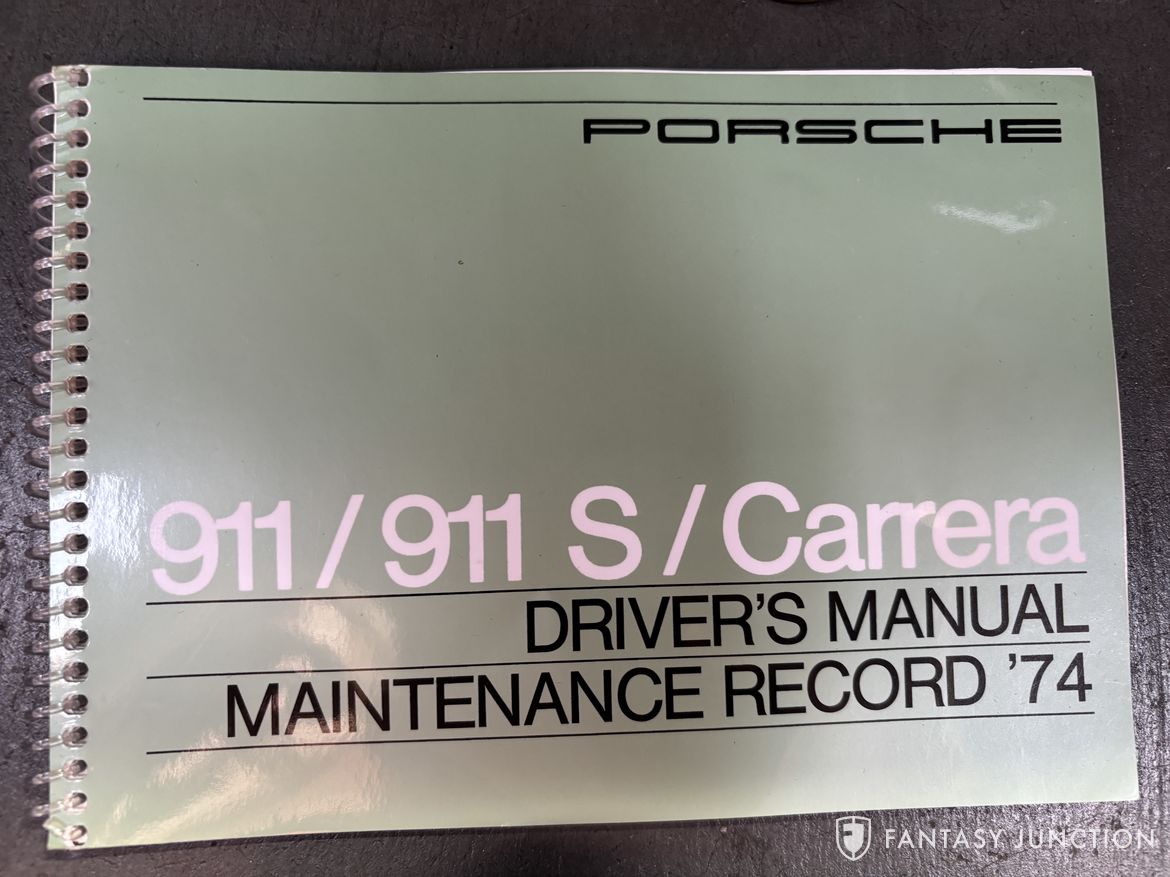 PORSCHE
911 / 911 S / Carrera
DRIVER'S MANUAL
MAINTENANCE RECORD '74
FANTASY JUNCTION